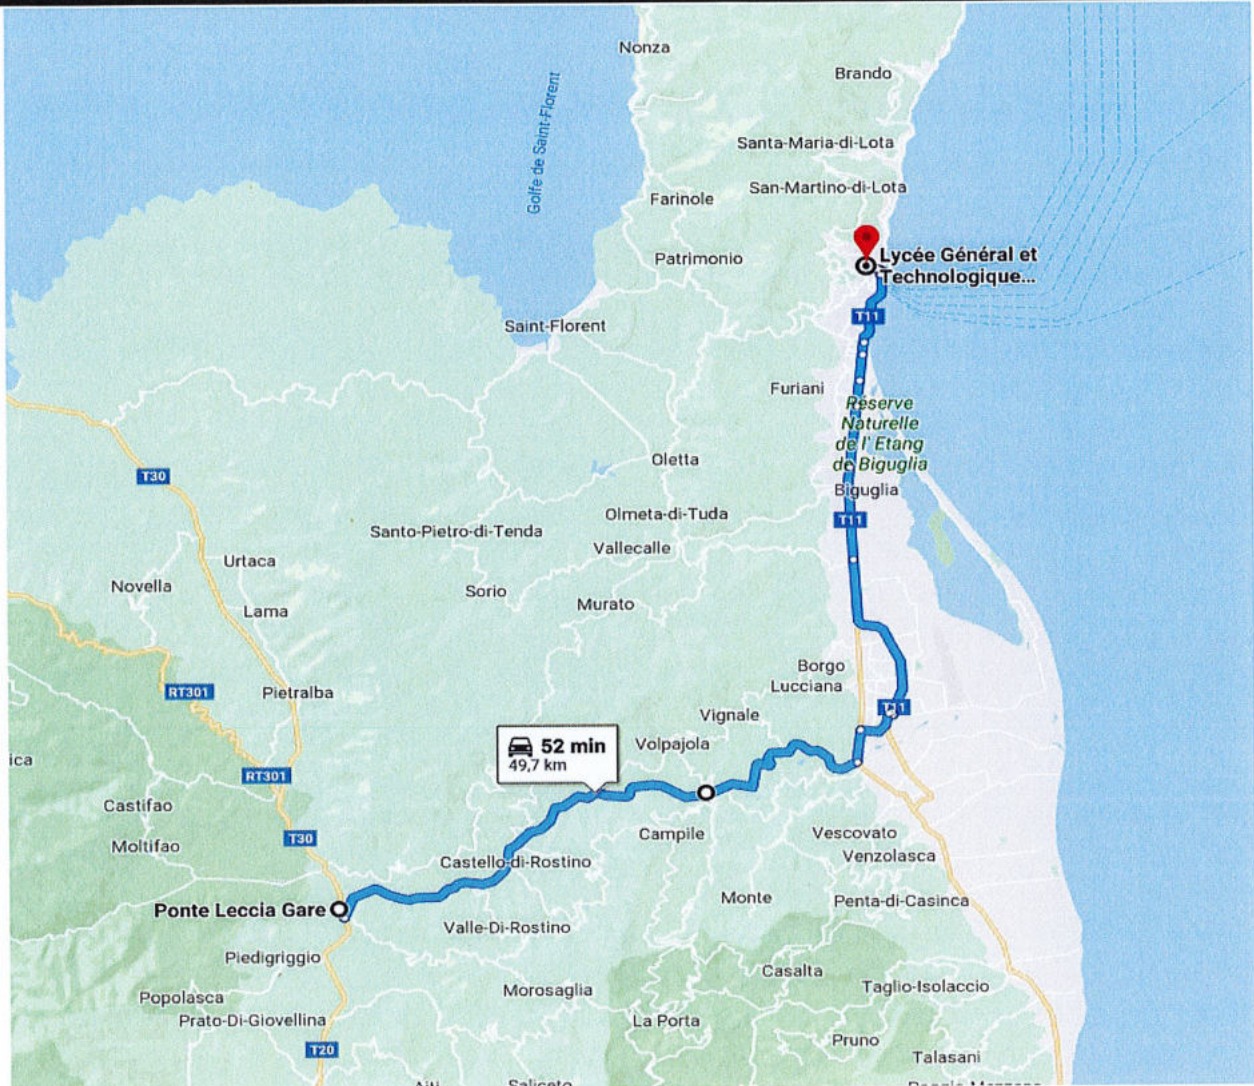 Nonza
Brando
Golfe de Saint-Florent
Santa-Maria-di-Lota
San-Martino-di-Lota
Farinole
Patrimonio
Lycée Général et
Technologique...
T11
Saint-Florent
Furiani
Réserve
Naturelle
de l' Etang
de Biguglia
Oletta
T30
Biguglia
Olmeta-di-Tuda
T11
Santo-Pietro-di-Tenda
Vallecalle
Urtaca
Novella
Sorio
Murato
Lama
Borgo
Lucciana
RT301
Pietralba
T11
Vignale
52 min
49,7 km
Volpajola
ica
RT301
Castifao
Moltifao
T30
Campile
Vescovato
Venzolasca
Castello-di-Rostino
Monte
Penta-di-Casinca
Ponte Leccia Gare
Valle-Di-Rostino
Piedigriggio
Casalta
Popolasca
Morosaglia
Taglio-Isolaccio
Prato-Di-Giovellina
La Porta
Pruno
T20
Talasani